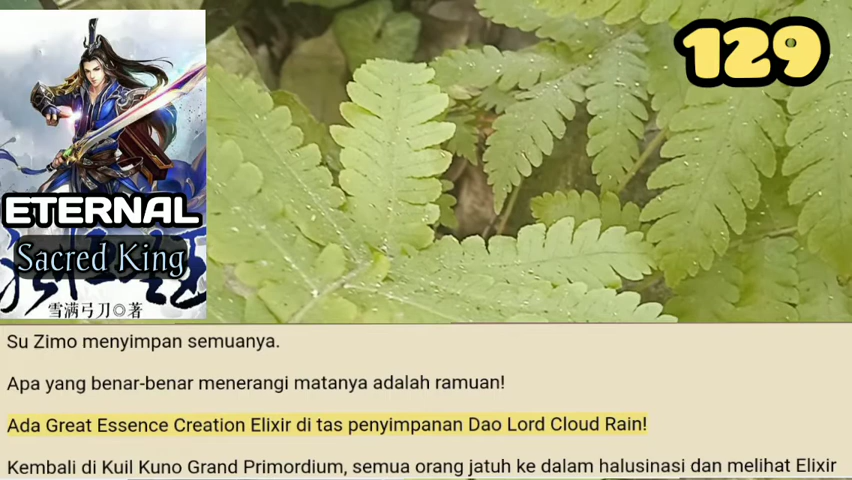 129
ETERNAL
Sacred King
雪满弓刀◎著
Su Zimo menyimpan semuanya.
Apa yang benar-benar menerangi matanya adalah ramuan!
Ada Great Essence Creation Elixir di tas penyimpanan Dao Lord Cloud Rain!
Kembali di Kuil Kuno Grand Primordium, semua orang jatuh ke dalam halusinasi dan melihat Elixir